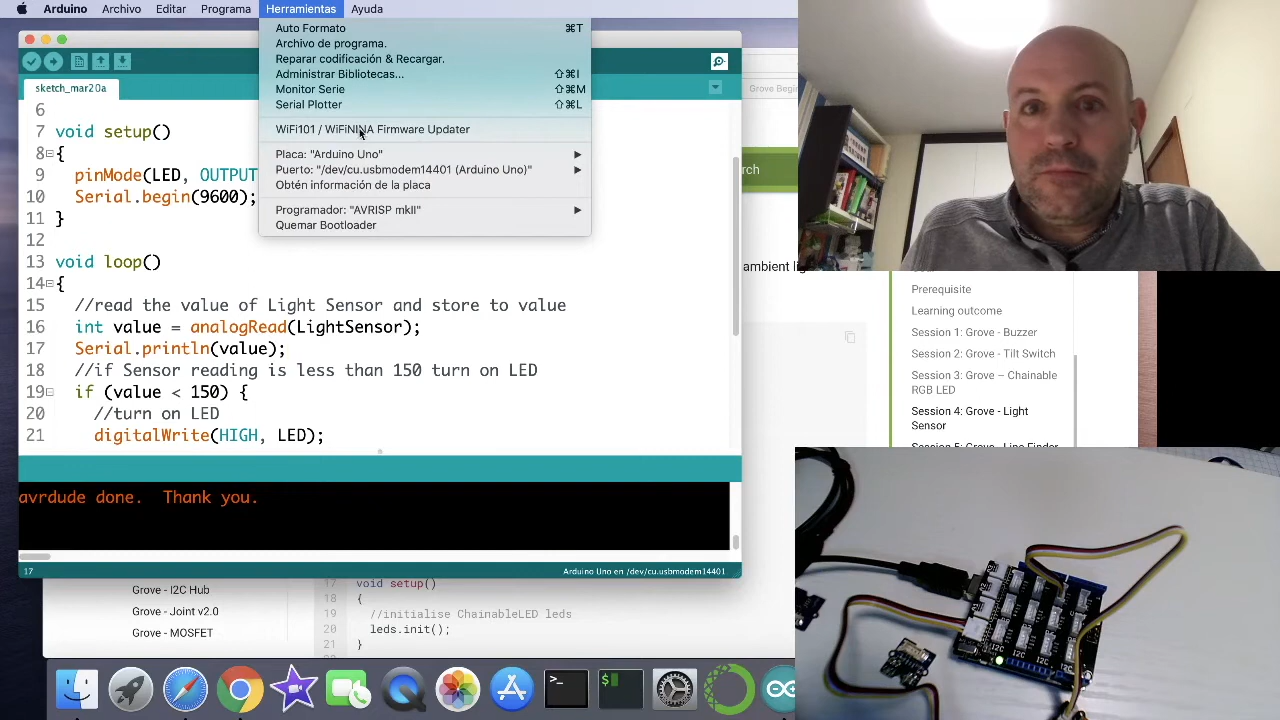 Arduino Archivo Editar Programa Herramientas Ayuda
Auto Formato ⌘T
Archivo de programa.
Reparar codificación & Recargar.
Administrar Bibliotecas... ⇧⌘I
Monitor Serie ⇧⌘M
Serial Plotter ⇧⌘L
WiFi101 / WiFiNINA Firmware Updater
Placa: "Arduino Uno"
Puerto: "/dev/cu.usbmodem14401 (Arduino Uno)"
Obtén información de la placa
Programador: "AVRISP mkII"
Quemar Bootloader
sketch_mar20a
6
7 void setup()
8 {
9 pinMode(LED, OUTPUT
10 Serial.begin(9600);
11 }
12
13 void loop()
14 {
15 //read the value of Light Sensor and store to value
16 int value = analogRead(LightSensor);
17 Serial.println(value);
18 //if Sensor reading is less than 150 turn on LED
19 if (value < 150) {
20 //turn on LED
21 digitalWrite(HIGH, LED);
avrdude done. Thank you.
17 Arduino Uno en /dev/cu.usbmodem14401
Grove Begin
rch
ambient li
Prerequisite
Learning outcome
Session 1: Grove - Buzzer
Session 2: Grove - Tilt Switch
Session 3: Grove – Chainable
RGB LED
Session 4: Grove - Light
Sensor
Session 5: Grove - Line Finder
Grove - I2C Hub
Grove - Joint v2.0
Grove - MOSFET
17 void setup()
18 {
19 //initialise ChainableLED leds
20 leds.init();
21 }
I2C
I2C
I2C